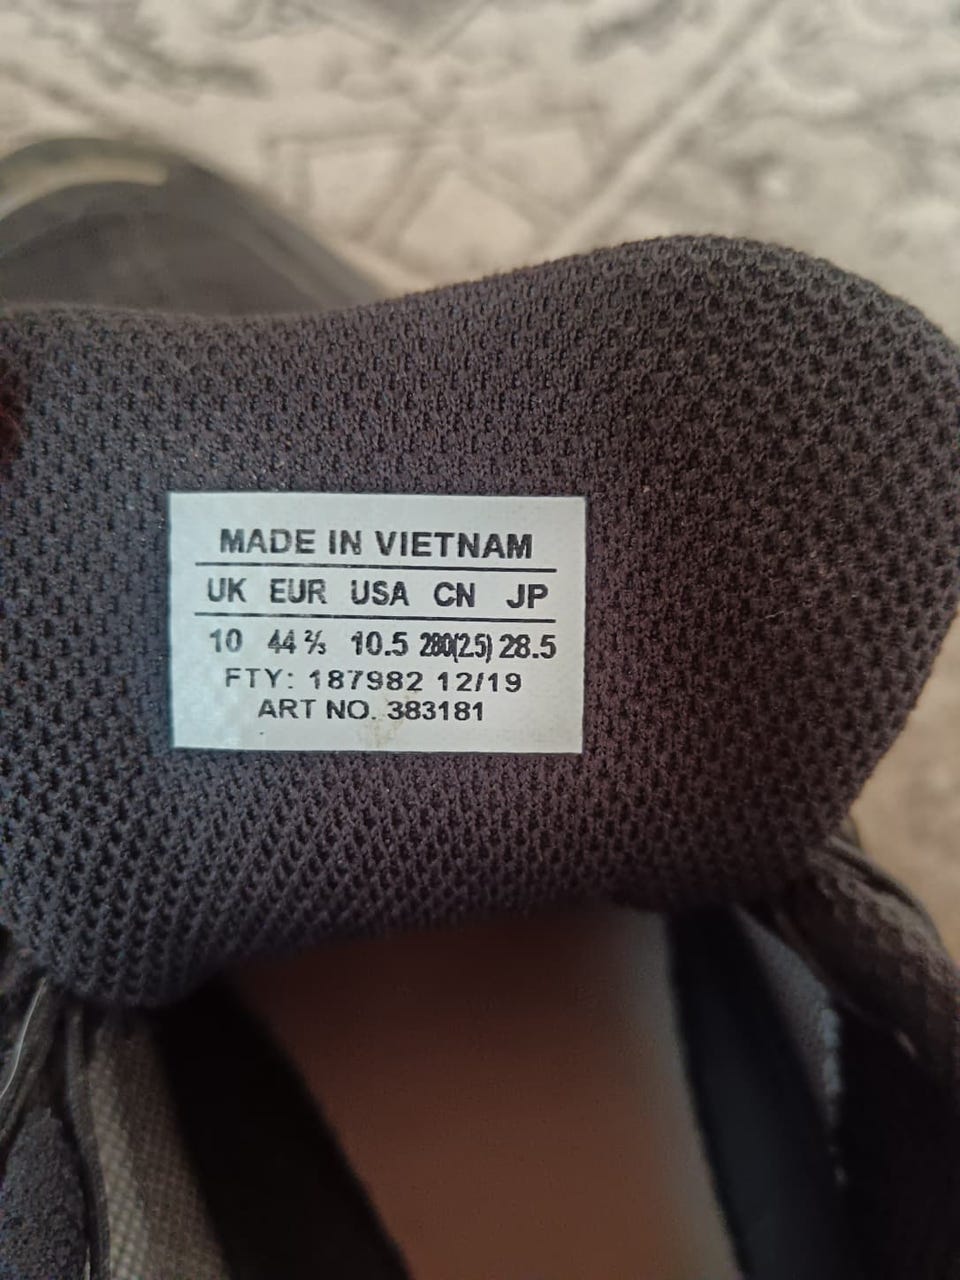 MADE IN VIETNAM
UK EUR USA CN JP
10 44 ⅔ 10.5 280(2.5) 28.5
FTY: 187982 12/19
ART NO. 383181